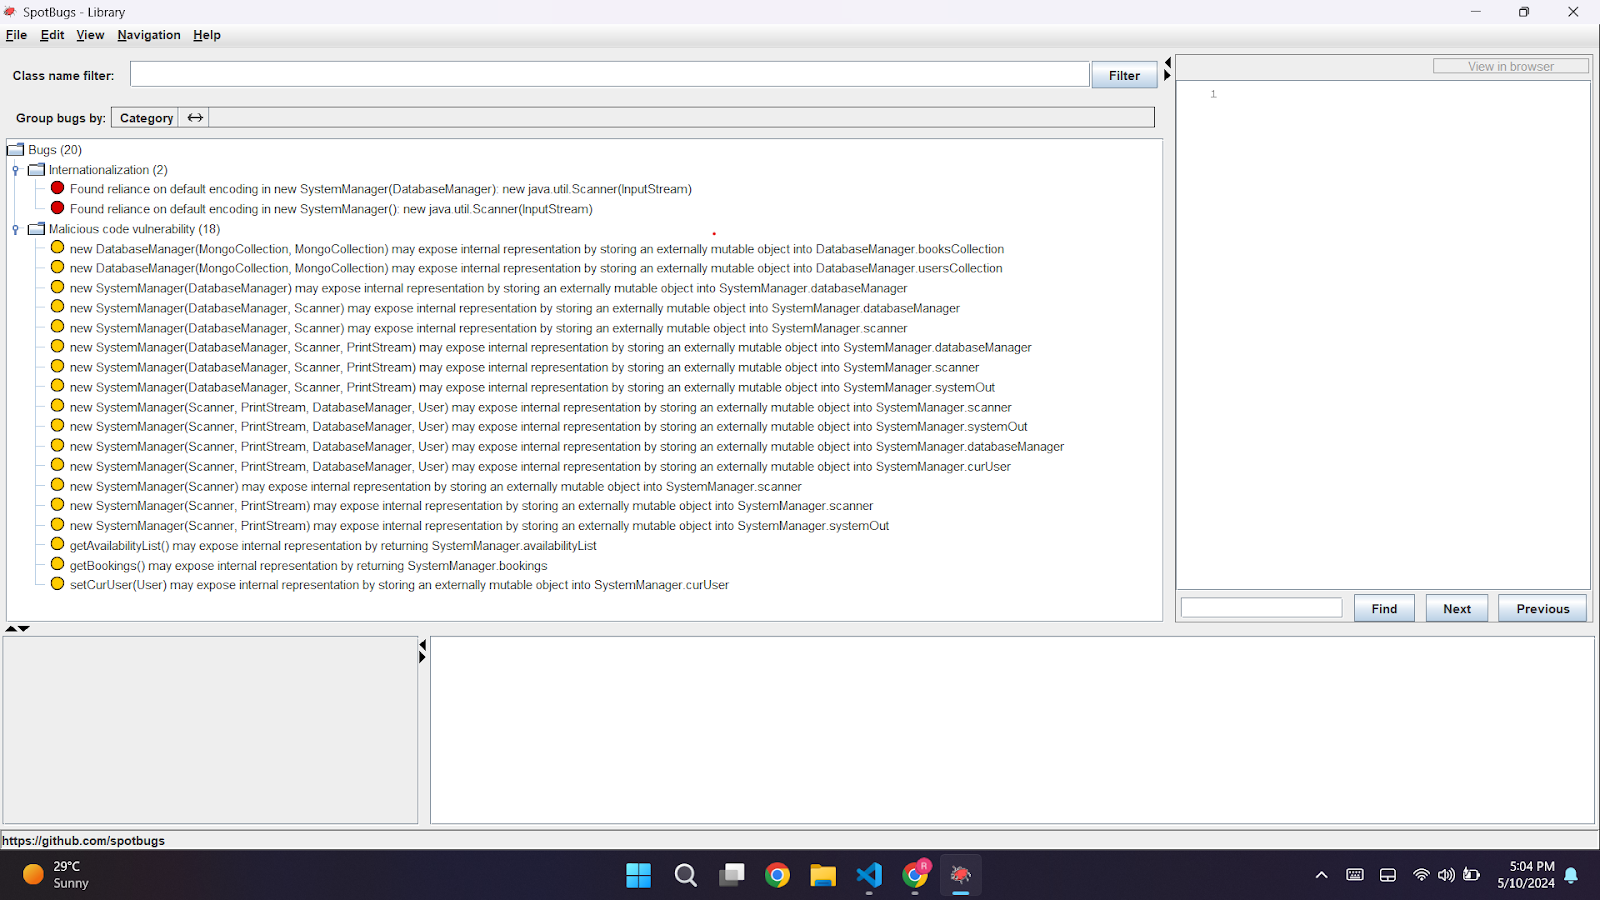 SpotBugs - Library
File Edit View Navigation Help
Class name filter: Filter
View in browser
1
Group bugs by: Category
Bugs (20)
Internationalization (2)
Found reliance on default encoding in new SystemManager(DatabaseManager): new java.util.Scanner(InputStream)
Found reliance on default encoding in new SystemManager(): new java.util.Scanner(InputStream)
Malicious code vulnerability (18)
new DatabaseManager(MongoCollection, MongoCollection) may expose internal representation by storing an externally mutable object into DatabaseManager.booksCollection
new DatabaseManager(MongoCollection, MongoCollection) may expose internal representation by storing an externally mutable object into DatabaseManager.usersCollection
new SystemManager(DatabaseManager) may expose internal representation by storing an externally mutable object into SystemManager.databaseManager
new SystemManager(DatabaseManager, Scanner) may expose internal representation by storing an externally mutable object into SystemManager.databaseManager
new SystemManager(DatabaseManager, Scanner) may expose internal representation by storing an externally mutable object into SystemManager.scanner
new SystemManager(DatabaseManager, Scanner, PrintStream) may expose internal representation by storing an externally mutable object into SystemManager.databaseManager
new SystemManager(DatabaseManager, Scanner, PrintStream) may expose internal representation by storing an externally mutable object into SystemManager.scanner
new SystemManager(DatabaseManager, Scanner, PrintStream) may expose internal representation by storing an externally mutable object into SystemManager.systemOut
new SystemManager(Scanner, PrintStream, DatabaseManager, User) may expose internal representation by storing an externally mutable object into SystemManager.scanner
new SystemManager(Scanner, PrintStream, DatabaseManager, User) may expose internal representation by storing an externally mutable object into SystemManager.systemOut
new SystemManager(Scanner, PrintStream, DatabaseManager, User) may expose internal representation by storing an externally mutable object into SystemManager.databaseManager
new SystemManager(Scanner, PrintStream, DatabaseManager, User) may expose internal representation by storing an externally mutable object into SystemManager.curUser
new SystemManager(Scanner) may expose internal representation by storing an externally mutable object into SystemManager.scanner
new SystemManager(Scanner, PrintStream) may expose internal representation by storing an externally mutable object into SystemManager.scanner
new SystemManager(Scanner, PrintStream) may expose internal representation by storing an externally mutable object into SystemManager.systemOut
getAvailabilityList() may expose internal representation by returning SystemManager.availabilityList
getBookings() may expose internal representation by returning SystemManager.bookings
setCurUser(User) may expose internal representation by storing an externally mutable object into SystemManager.curUser
Find Next Previous
https://github.com/spotbugs
29°C
Sunny
R
5:04 PM
5/10/2024